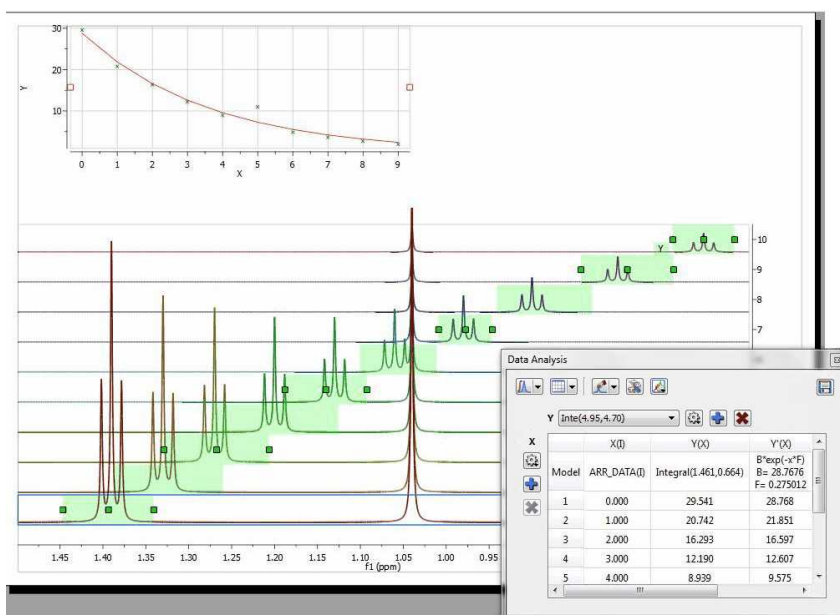 30
20
10
Y
0 1 2 3 4 5 6 7 8 9
X
Y
10
9
8
7
1.45 1.40 1.35 1.30 1.25 1.20 1.15 1.10 1.05 1.00 0.95
f1 (ppm)
Data Analysis
Y Inte(4.95,4.70)
X
X(I) Y(X) Y'(X)
Model ARR_DATA(I) Integral(1.461,0.664) B*exp(-x*F)
B= 28.7676
F= 0.275012
1 0.000 29.541 28.768
2 1.000 20.742 21.851
3 2.000 16.293 16.597
4 3.000 12.190 12.607
5 4.000 8.939 9.575